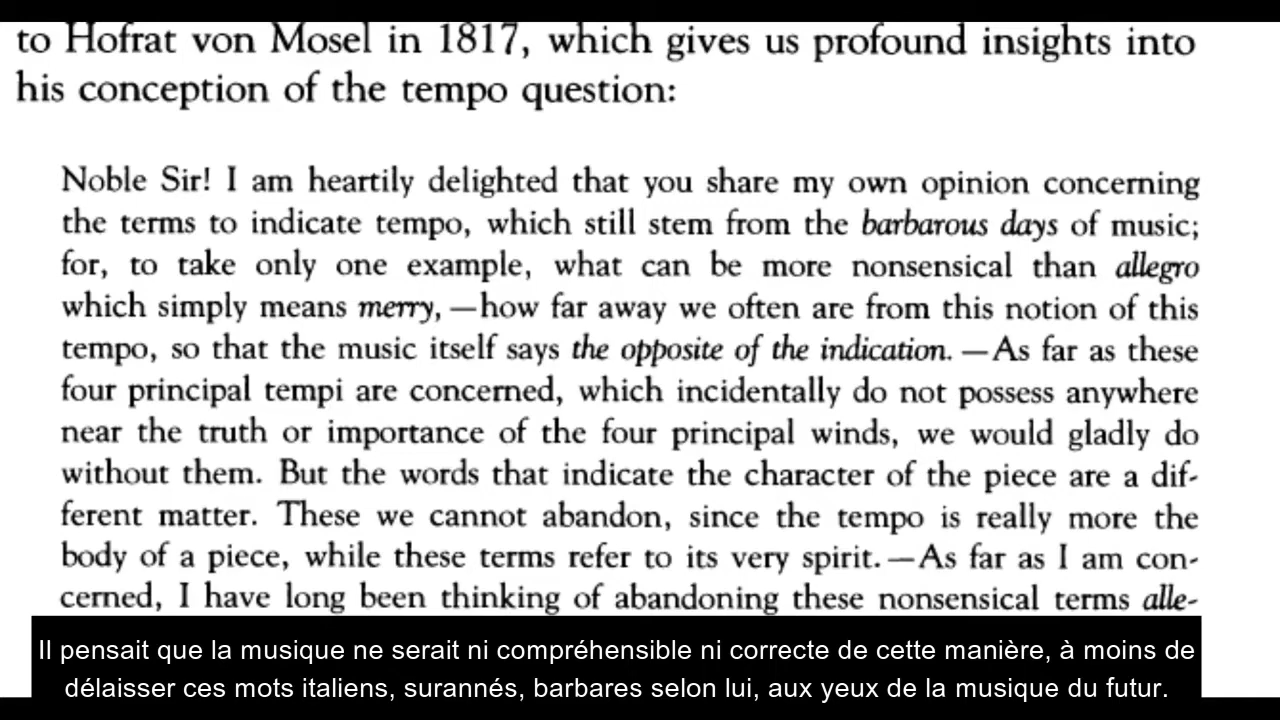 to Hofrat von Mosel in 1817, which gives us profound insights into
his conception of the tempo question:
Noble Sir! I am heartily delighted that you share my own opinion concerning
the terms to indicate tempo, which still stem from the barbarous days of music;
for, to take only one example, what can be more nonsensical than allegro
which simply means merry, —how far away we often are from this notion of this
tempo, so that the music itself says the opposite of the indication. —As far as these
four principal tempi are concerned, which incidentally do not possess anywhere
near the truth or importance of the four principal winds, we would gladly do
without them. But the words that indicate the character of the piece are a dif-
ferent matter. These we cannot abandon, since the tempo is really more the
body of a piece, while these terms refer to its very spirit. —As far as I am con-
cerned, I have long been thinking of abandoning these nonsensical terms alle-
Il pensait que la musique ne serait ni compréhensible ni correcte de cette manière, à moins de
délaisser ces mots italiens, surannés, barbares selon lui, aux yeux de la musique du futur.